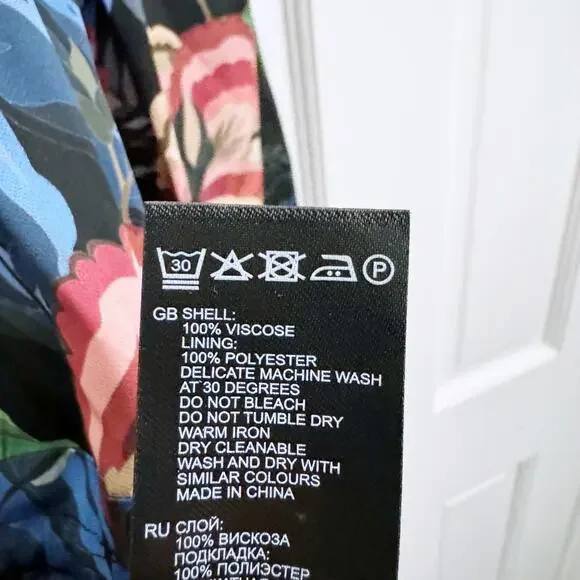 30 P
GB SHELL:
100% VISCOSE
LINING:
100% POLYESTER
DELICATE MACHINE WASH
AT 30 DEGREES
DO NOT BLEACH
DO NOT TUMBLE DRY
WARM IRON
DRY CLEANABLE
WASH AND DRY WITH
SIMILAR COLOURS
MADE IN CHINA
RU СЛОЙ:
100% ВИСКОЗА
ПОДКЛАДКА:
100% ПОЛИЭСТЕР